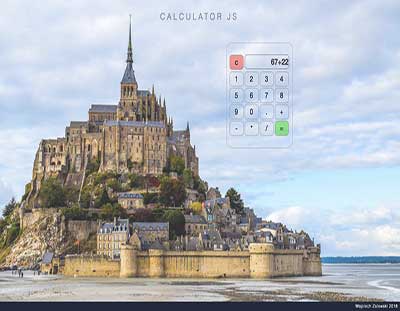 CALCULATOR JS
c 67+22
1 2 3 4
5 6 7 8
9 0 . +
- * / =
Wojciech Zalewski 2018